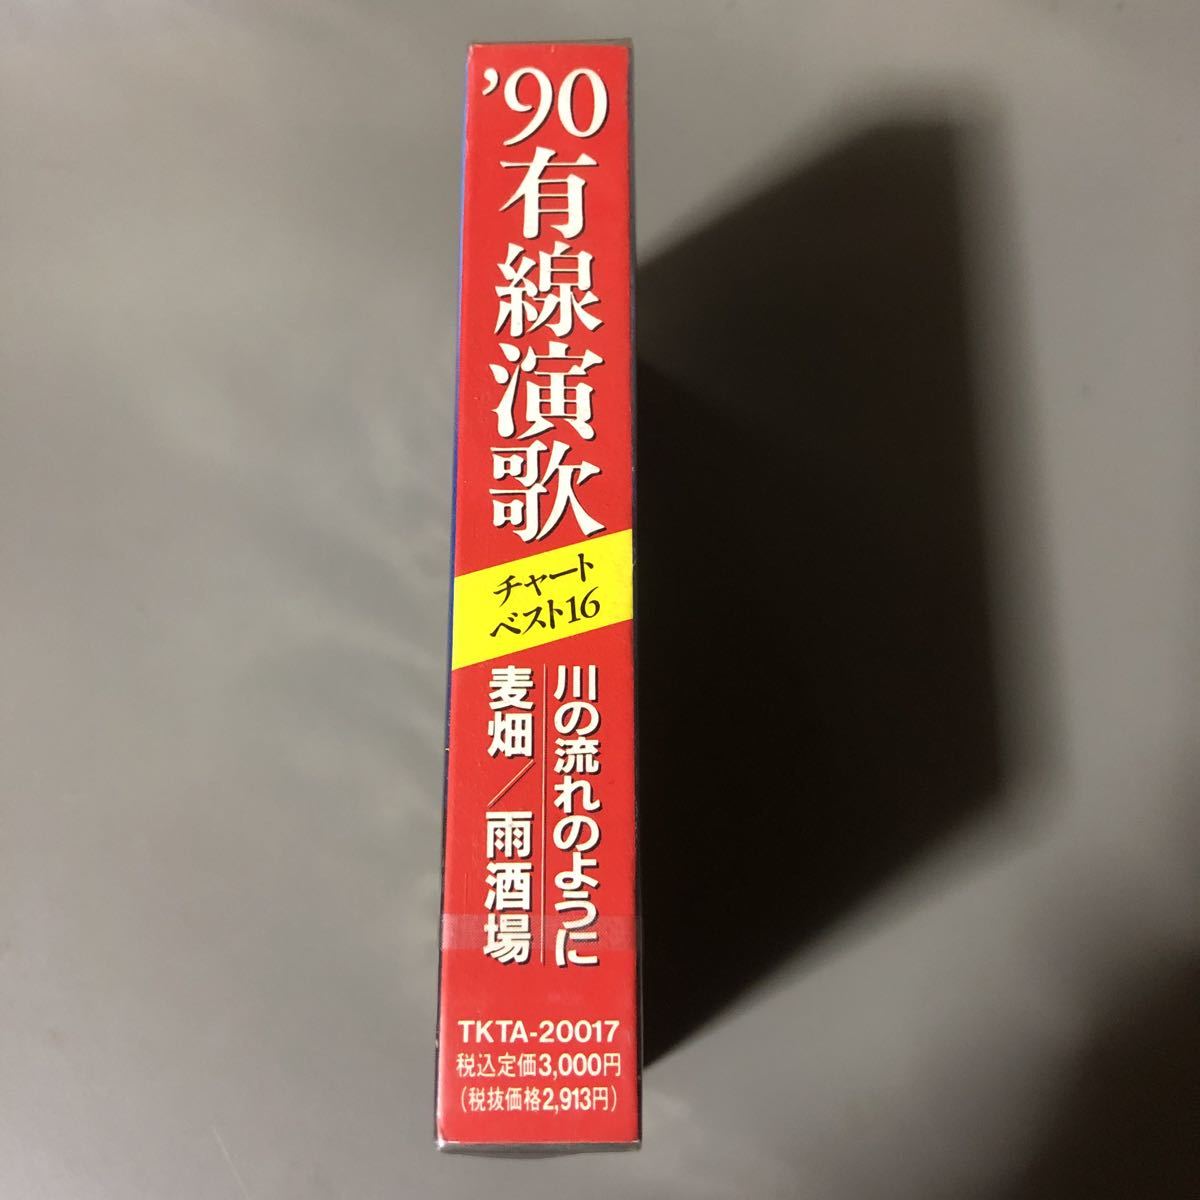 ’90有線演歌
チャート
ベスト16
川の流れのように
麦畑／雨酒場
TKTA-20017
税込定価3,000円
(税抜価格2,913円)